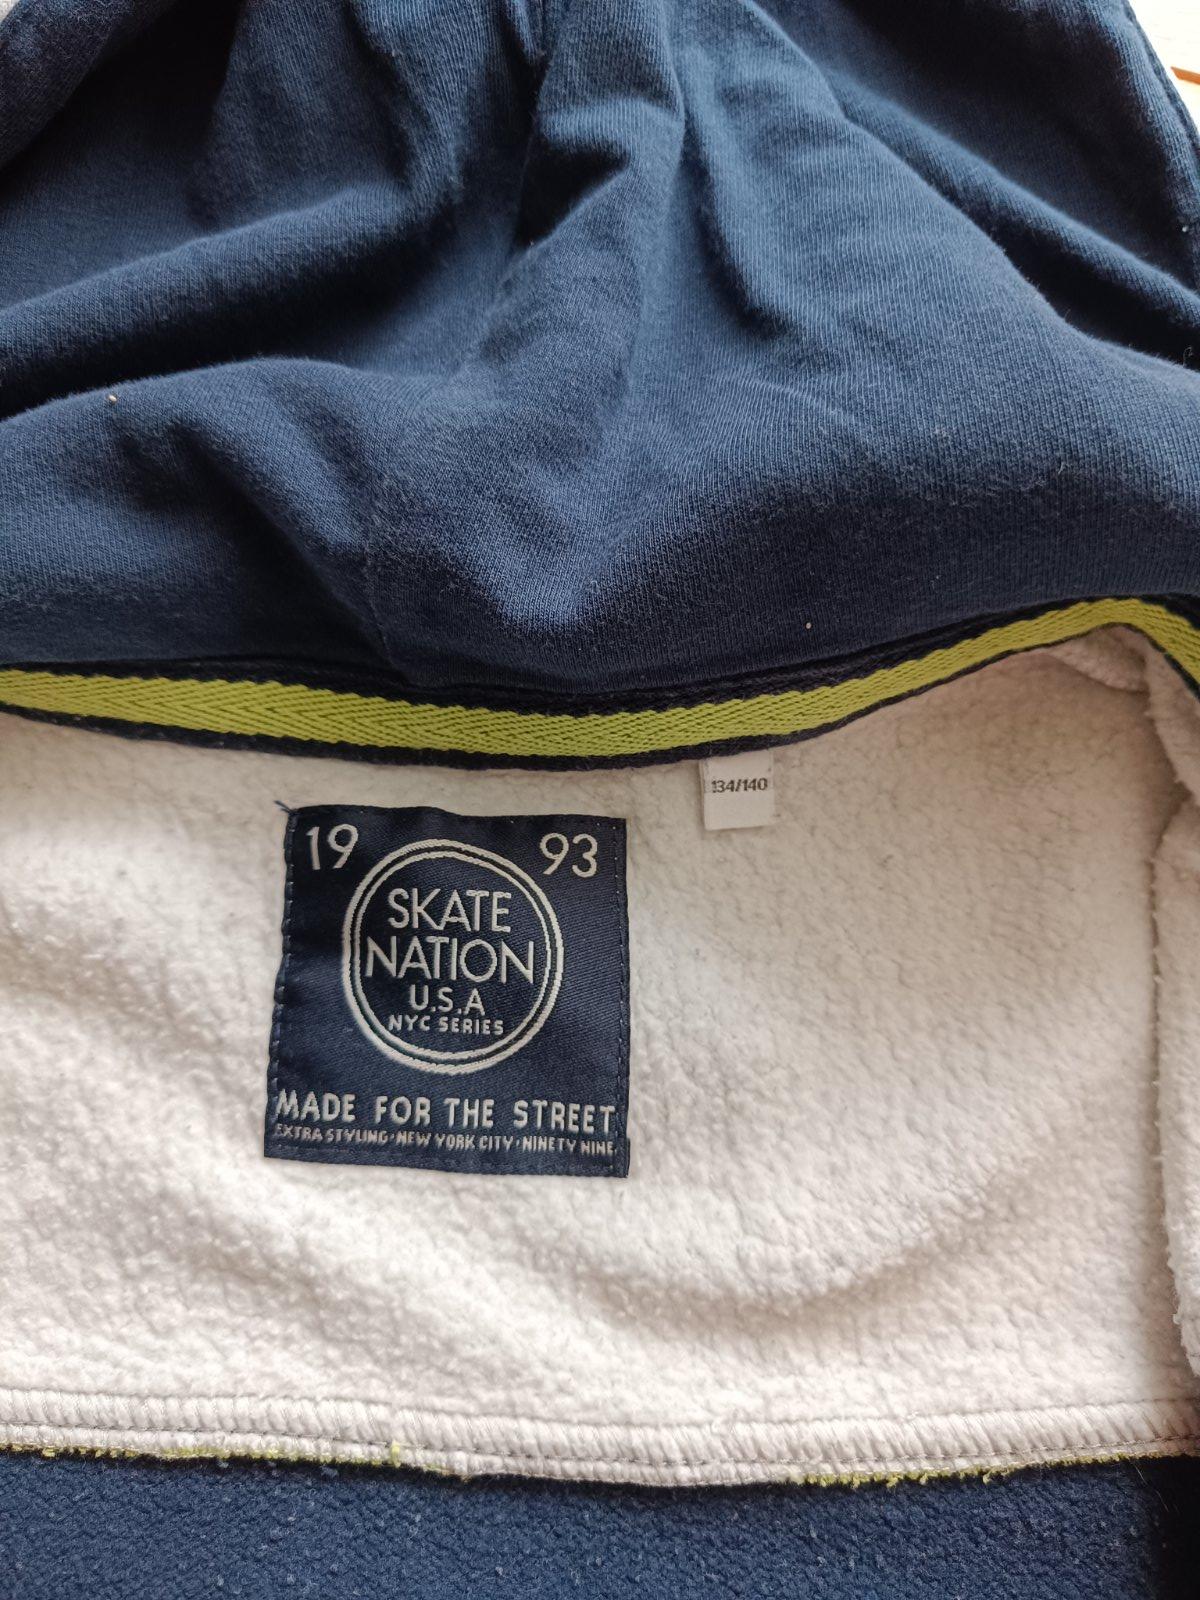 134/140
19 93
SKATE
NATION
U.S.A
NYC SERIES
MADE FOR THE STREET
EXTRA STYLING·NEW YORK CITY·NINETY NINE